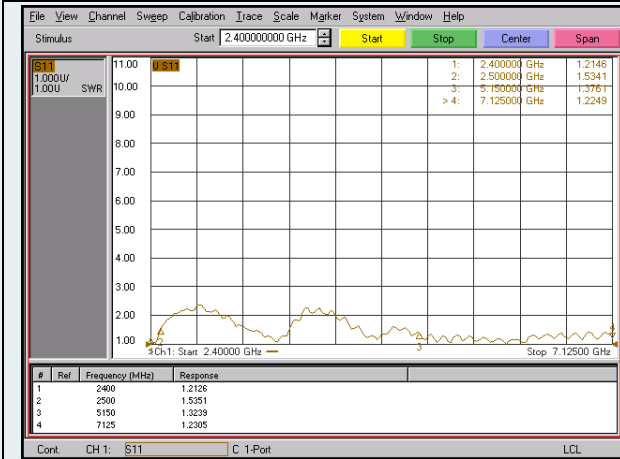 File View Channel Sweep Calibration Trace Scale Marker System Window Help
Stimulus Start 2.400000000 GHz Start Stop Center Span
S11
1.000U/
1.00U SWR
11.00
10.00
9.00
8.00
7.00
6.00
5.00
4.00
3.00
2.00
1.00
U S11
1: 2.400000 GHz 1.2146
2: 2.500000 GHz 1.5341
3: 5.150000 GHz 1.3761
> 4: 7.125000 GHz 1.2249
2
3
4
Ch1: Start 2.40000 GHz Stop 7.12500 GHz
# Ref Frequency (MHz) Response
1 2400 1.2126
2 2500 1.5351
3 5150 1.3239
4 7125 1.2305
Cont. CH 1: S11 C 1-Port LCL